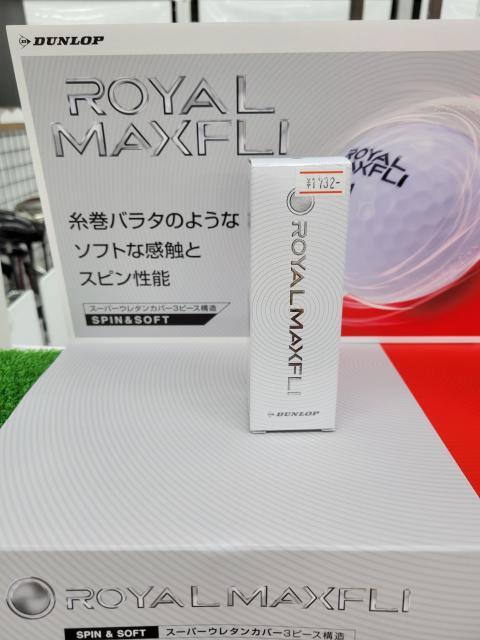 DUNLOP
ROYAL
MAXFLI
糸巻バラタのような
ソフトな感触と
スピン性能
スーパーウレタンカバー3ピース構造
SPIN&SOFT
ROYAL
MAXFLI
¥1932-
ROYALMAXFLI
DUNLOP
ROYALMAXFLI
SPIN & SOFT スーパーウレタンカバー3ピース構造